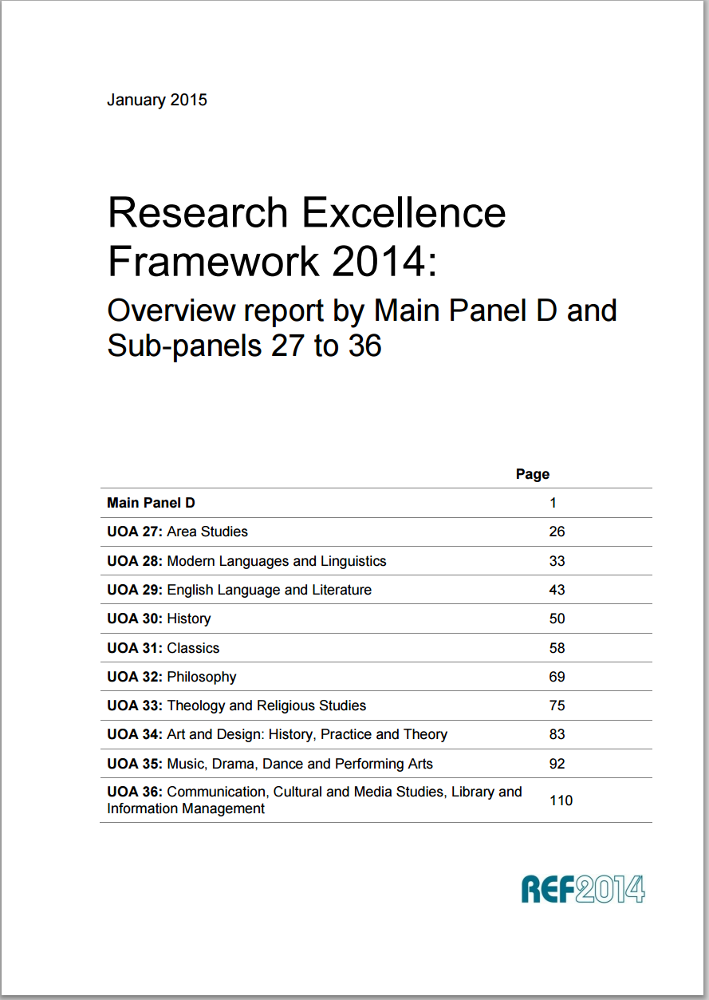 January 2015
Research Excellence
Framework 2014:
Overview report by Main Panel D and
Sub-panels 27 to 36
Page
Main Panel D 1
UOA 27: Area Studies 26
UOA 28: Modern Languages and Linguistics 33
UOA 29: English Language and Literature 43
UOA 30: History 50
UOA 31: Classics 58
UOA 32: Philosophy 69
UOA 33: Theology and Religious Studies 75
UOA 34: Art and Design: History, Practice and Theory 83
UOA 35: Music, Drama, Dance and Performing Arts 92
UOA 36: Communication, Cultural and Media Studies, Library and
Information Management 110
REF2014